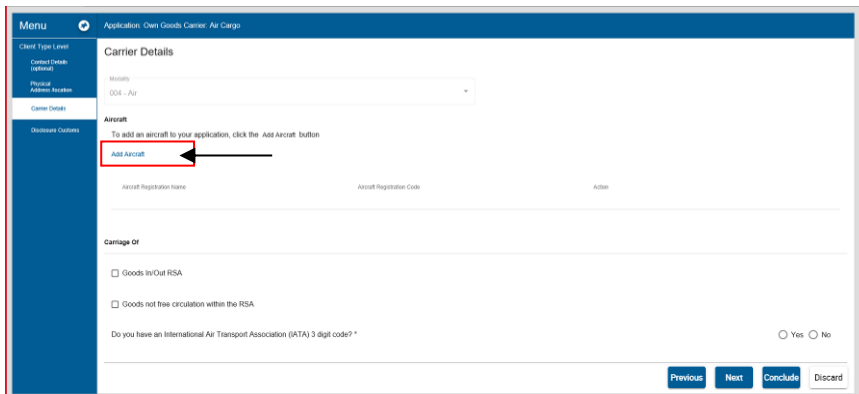 Menu
Application: Own Goods Carrier: Air Cargo
Client Type Level
Contact Details
(optional)
Physical
Address /location
Carrier Details
Disclosure Customs
Carrier Details
Modality
004 - Air
Aircraft
To add an aircraft to your application, click the Add Aircraft button
Add Aircraft
Aircraft Registration Name Aircraft Registration Code Action
Carriage Of
Goods In/Out RSA
Goods not free circulation within the RSA
Do you have an International Air Transport Association (IATA) 3 digit code? * Yes No
Previous Next Conclude Discard